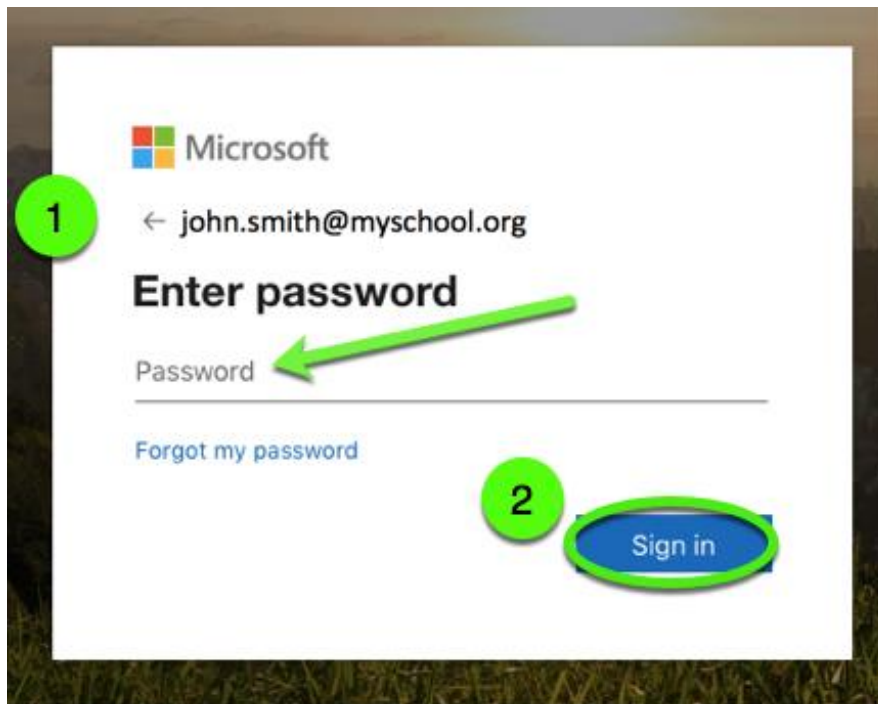 Microsoft
1
← john.smith@myschool.org
Enter password
Password
Forgot my password
2
Sign in